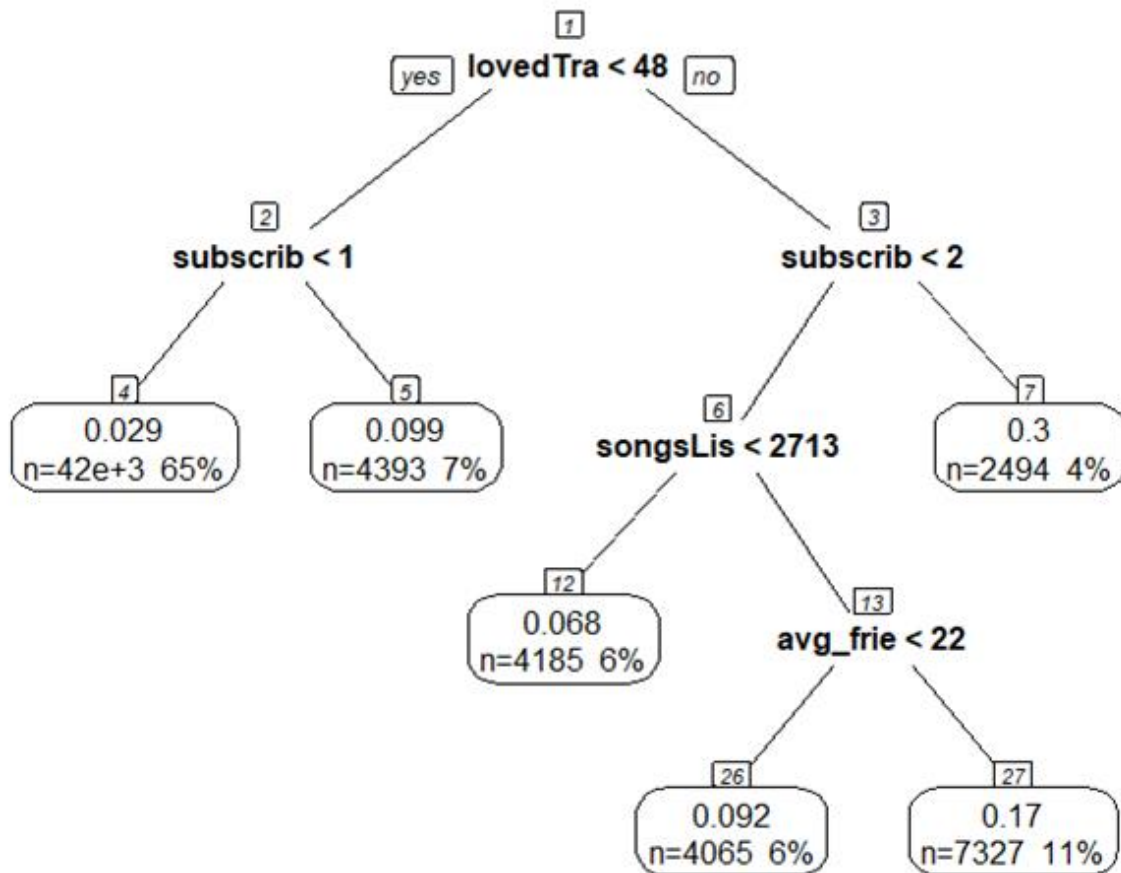 1
yes lovedTra < 48 no
2
subscrib < 1
3
subscrib < 2
4
0.029
n=42e+3 65%
5
0.099
n=4393 7%
6
songsLis < 2713
7
0.3
n=2494 4%
12
0.068
n=4185 6%
13
avg_frie < 22
26
0.092
n=4065 6%
27
0.17
n=7327 11%